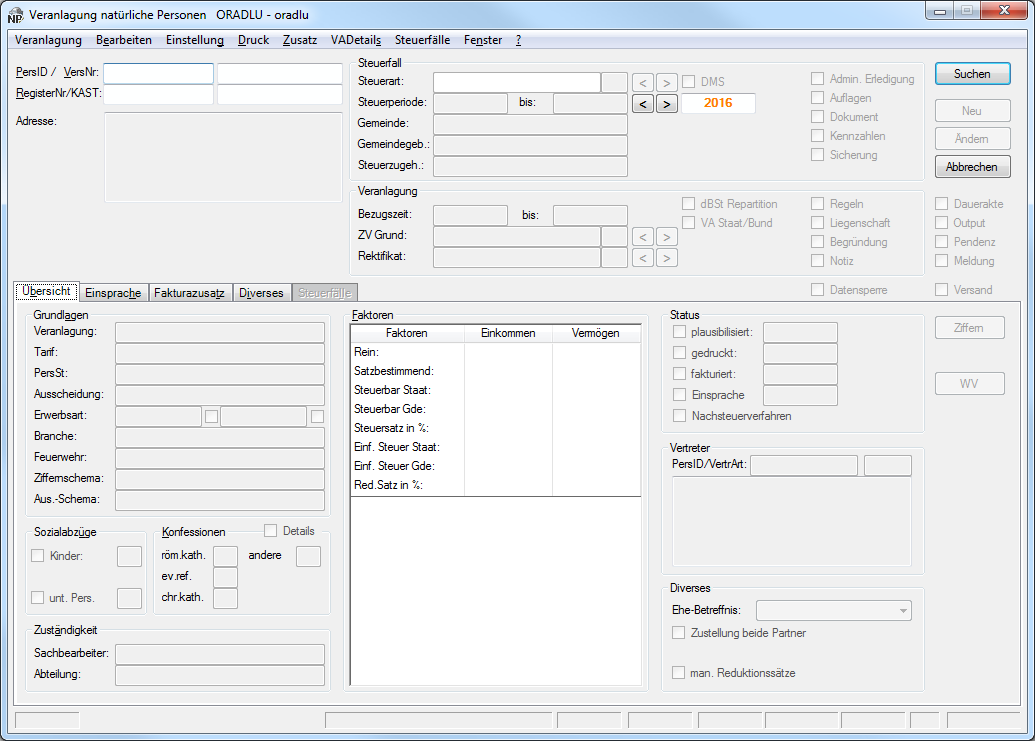 NP Veranlagung natürliche Personen ORADLU - oradlu
Veranlagung Bearbeiten Einstellung Druck Zusatz VADetails Steuerfälle Fenster ?
PersID / VersNr:
RegisterNr/KAST:
Adresse:
Steuerfall
Steuerart: < > DMS
Steuerperiode: bis: < > 2016
Gemeinde:
Gemeindegeb.:
Steuerzugeh.:
Admin. Erledigung
Auflagen
Dokument
Kennzahlen
Sicherung
Suchen
Neu
Ändern
Abbrechen
Veranlagung
Bezugszeit: bis:
ZV Grund: < >
Rektifikat: < >
dBSt Repartition
VA Staat/Bund
Regeln
Liegenschaft
Begründung
Notiz
Datensperre
Dauerakte
Output
Pendenz
Meldung
Versand
Übersicht Einsprache Fakturazusatz Diverses Steuerfälle
Grundlagen
Veranlagung:
Tarif:
PersSt:
Ausscheidung:
Erwerbsart:
Branche:
Feuerwehr:
Ziffernschema:
Aus.-Schema:
Sozialabzüge
Kinder:
unt. Pers.
Konfessionen Details
röm.kath. andere
ev.ref.
chr.kath.
Zuständigkeit
Sachbearbeiter:
Abteilung:
Faktoren
Faktoren Einkommen Vermögen
Rein:
Satzbestimmend:
Steuerbar Staat:
Steuerbar Gde:
Steuersatz in %:
Einf. Steuer Staat:
Einf. Steuer Gde:
Red.Satz in %:
Status
plausibilisiert:
gedruckt:
fakturiert:
Einsprache
Nachsteuerverfahren
Vertreter
PersID/VertrArt:
Diverses
Ehe-Betreffnis:
Zustellung beide Partner
man. Reduktionssätze
Ziffern
WV